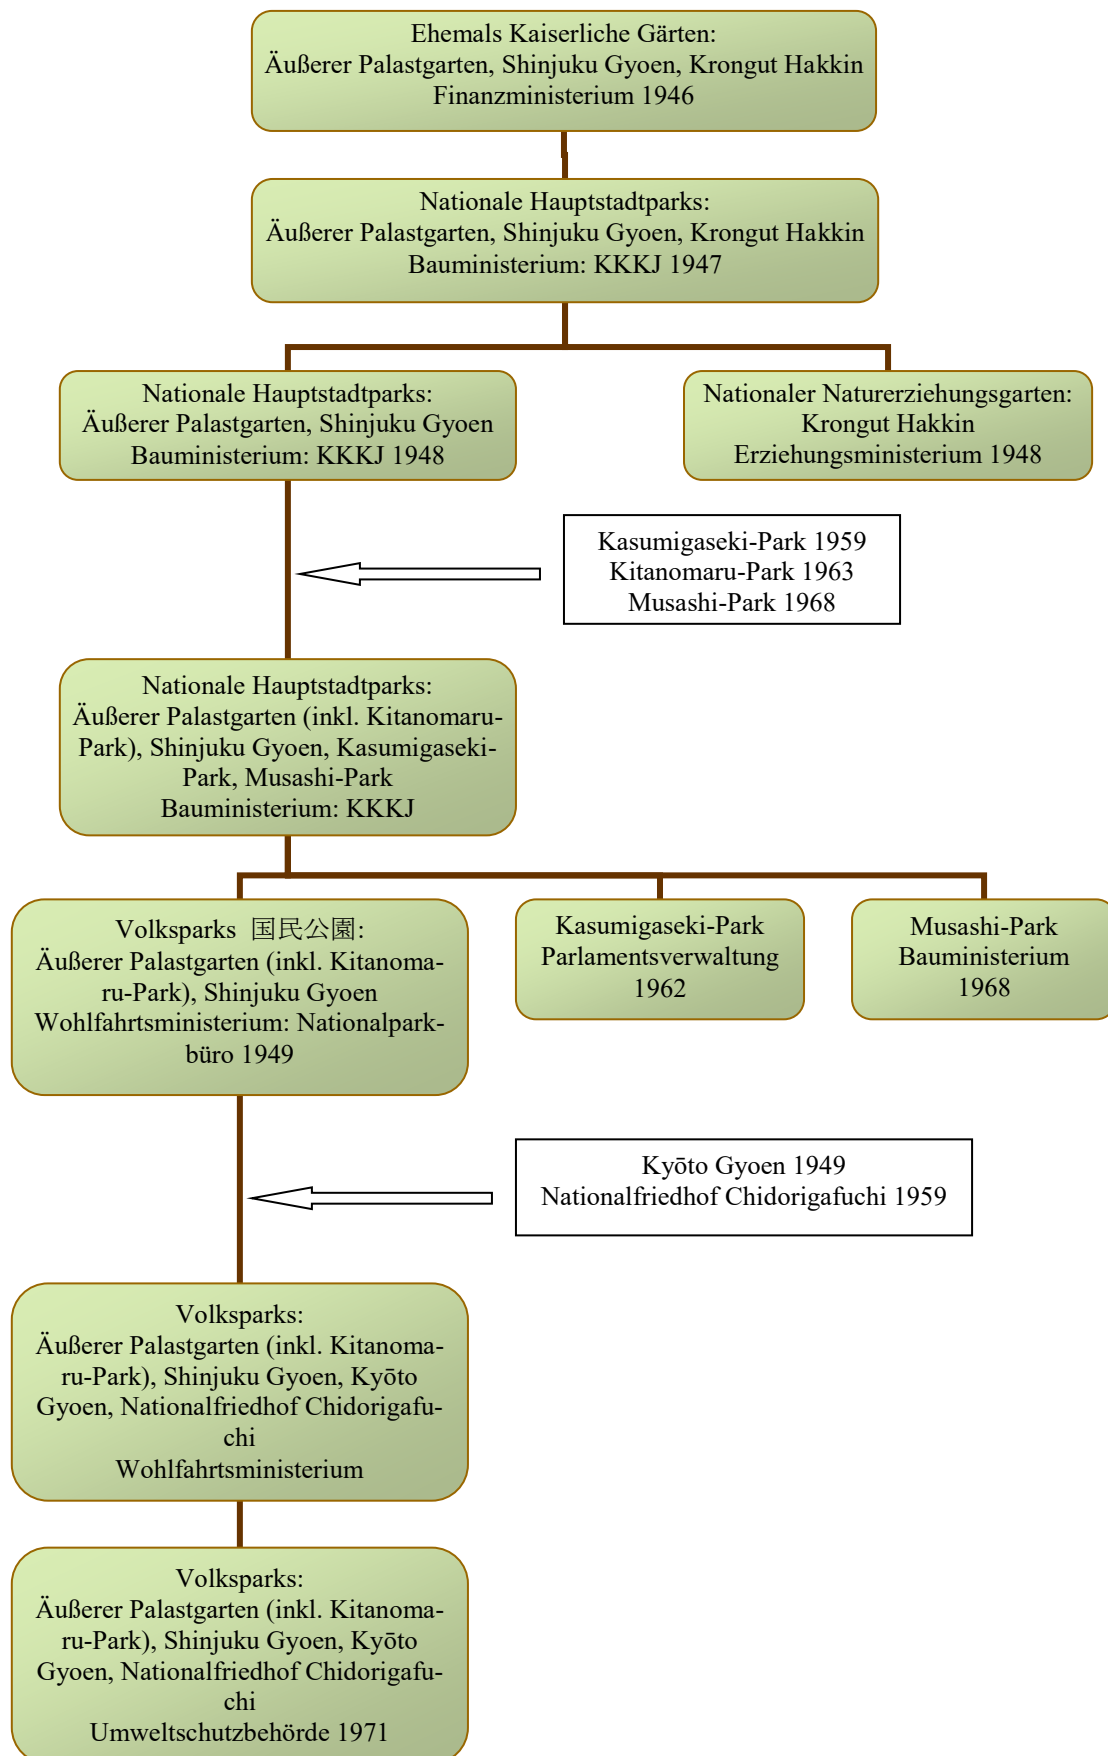 Ehemals Kaiserliche Gärten:
Äußerer Palastgarten, Shinjuku Gyoen, Krongut Hakkin
Finanzministerium 1946
Nationale Hauptstadtparks:
Äußerer Palastgarten, Shinjuku Gyoen, Krongut Hakkin
Bauministerium: KKKJ 1947
Nationale Hauptstadtparks:
Äußerer Palastgarten, Shinjuku Gyoen
Bauministerium: KKKJ 1948
Nationaler Naturerziehungsgarten:
Krongut Hakkin
Erziehungsministerium 1948
Kasumigaseki-Park 1959
Kitanomaru-Park 1963
Musashi-Park 1968
Nationale Hauptstadtparks:
Äußerer Palastgarten (inkl. Kitanomaru-
Park), Shinjuku Gyoen, Kasumigaseki-
Park, Musashi-Park
Bauministerium: KKKJ
Volksparks 国民公園:
Äußerer Palastgarten (inkl. Kitanoma-
ru-Park), Shinjuku Gyoen
Wohlfahrtsministerium: Nationalpark-
büro 1949
Kasumigaseki-Park
Parlamentsverwaltung
1962
Musashi-Park
Bauministerium
1968
Kyōto Gyoen 1949
Nationalfriedhof Chidorigafuchi 1959
Volksparks:
Äußerer Palastgarten (inkl. Kitanoma-
ru-Park), Shinjuku Gyoen, Kyōto
Gyoen, Nationalfriedhof Chidorigafu-
chi
Wohlfahrtsministerium
Volksparks:
Äußerer Palastgarten (inkl. Kitanoma-
ru-Park), Shinjuku Gyoen, Kyōto
Gyoen, Nationalfriedhof Chidorigafu-
chi
Umweltschutzbehörde 1971